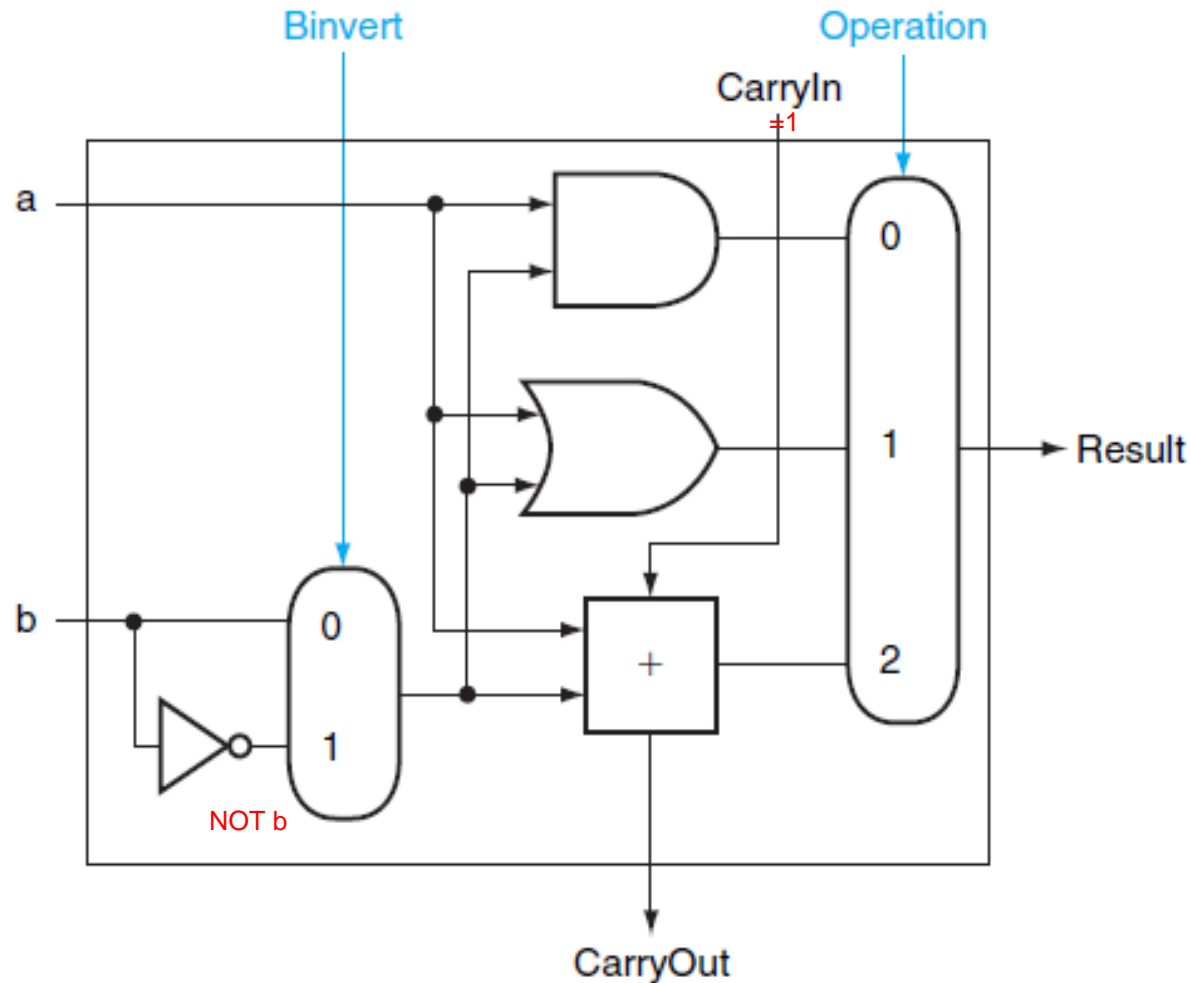 Binvert
Operation
CarryIn
=1
a
0
1
Result
b
0
2
+
1
NOT b
CarryOut